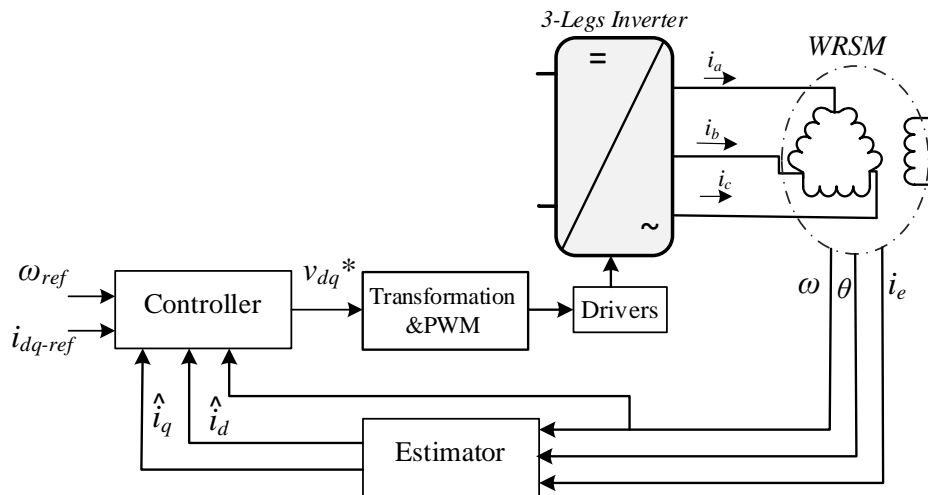 3-Legs Inverter
WRSM
=
i_a
i_b
i_c
~
ω_ref
i_dq-ref
Controller
v_dq*
Transformation
&PWM
Drivers
ω
θ
i_e
î_q
î_d
Estimator